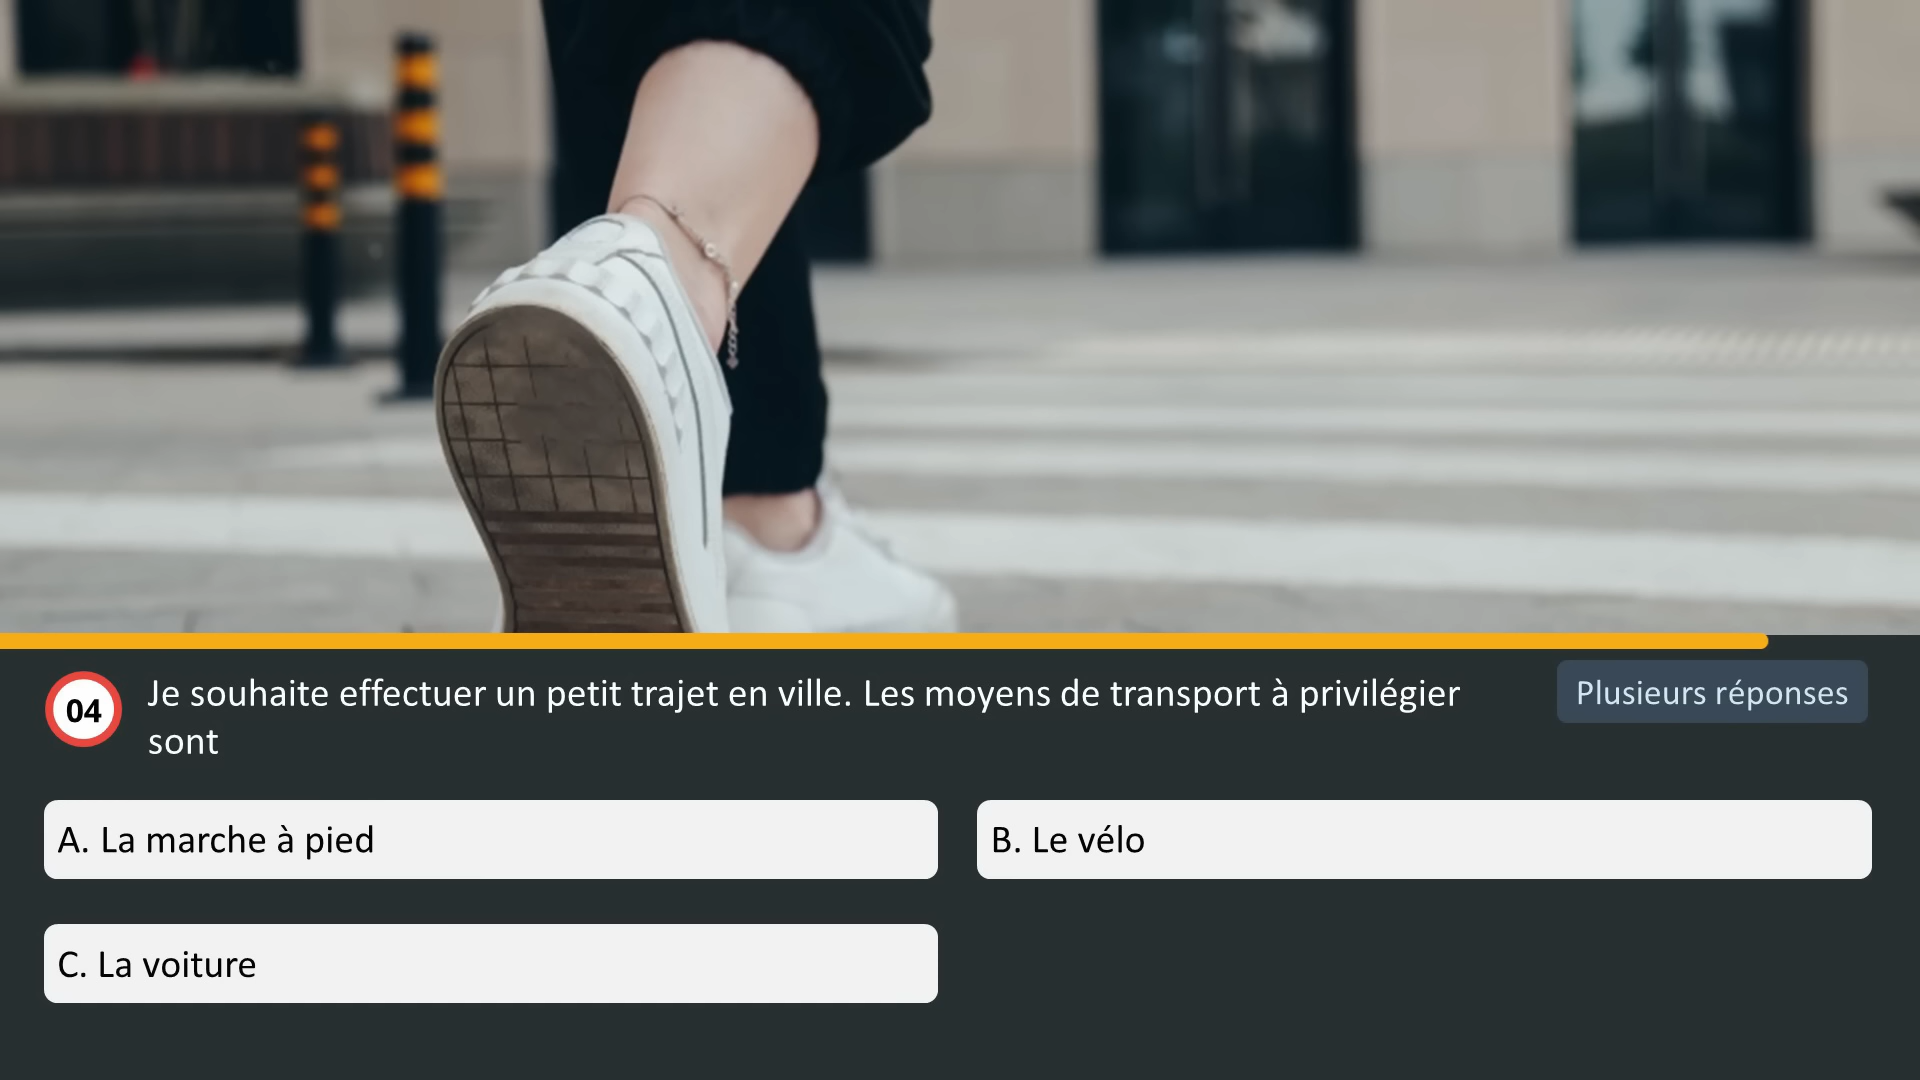 04
Je souhaite effectuer un petit trajet en ville. Les moyens de transport à privilégier
sont
Plusieurs réponses
A. La marche à pied
B. Le vélo
C. La voiture